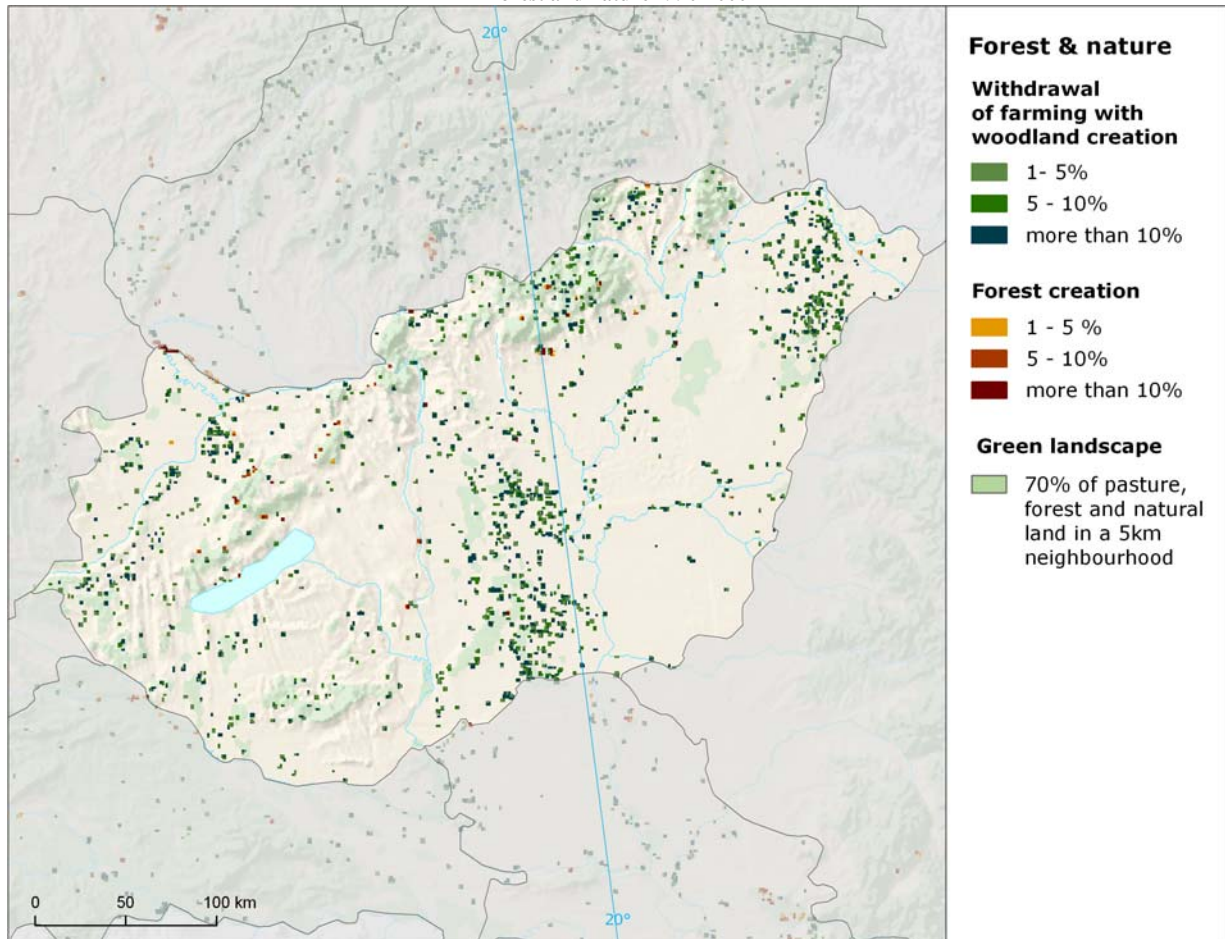 20°
Forest & nature
Withdrawal
of farming with
woodland creation
1- 5%
5 - 10%
more than 10%
Forest creation
1 - 5 %
5 - 10%
more than 10%
Green landscape
70% of pasture,
forest and natural
land in a 5km
neighbourhood
0 50 100 km
20°